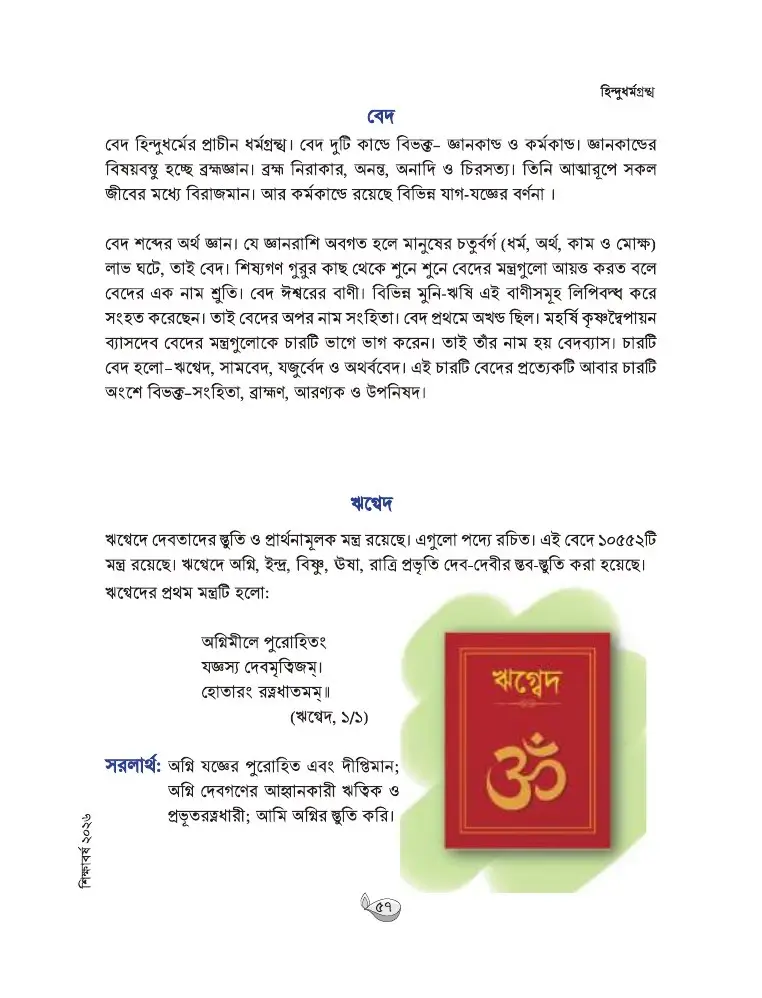 হিন্দুধর্মগ্রন্থ
বেদ
বেদ হিন্দুধর্মের প্রাচীন ধর্মগ্রন্থ। বেদ দুটি কান্ডে বিভক্ত– জ্ঞানকান্ড ও কর্মকান্ড। জ্ঞানকান্ডের
বিষয়বস্তু হচ্ছে ব্রহ্মজ্ঞান। ব্রহ্ম নিরাকার, অনন্ত, অনাদি ও চিরসত্য। তিনি আত্মারূপে সকল
জীবের মধ্যে বিরাজমান। আর কর্মকান্ডে রয়েছে বিভিন্ন যাগ-যজ্ঞের বর্ণনা ।
বেদ শব্দের অর্থ জ্ঞান। যে জ্ঞানরাশি অবগত হলে মানুষের চতুর্বর্গ (ধর্ম, অর্থ, কাম ও মোক্ষ)
লাভ ঘটে, তাই বেদ। শিষ্যগণ গুরুর কাছ থেকে শুনে শুনে বেদের মন্ত্রগুলো আয়ত্ত করত বলে
বেদের এক নাম শ্রুতি। বেদ ঈশ্বরের বাণী। বিভিন্ন মুনি-ঋষি এই বাণীসমূহ লিপিবদ্ধ করে
সংহত করেছেন। তাই বেদের অপর নাম সংহিতা। বেদ প্রথমে অখণ্ড ছিল। মহর্ষি কৃষ্ণদ্বৈপায়ন
ব্যাসদেব বেদের মন্ত্রগুলোকে চারটি ভাগে ভাগ করেন। তাই তাঁর নাম হয় বেদব্যাস। চারটি
বেদ হলো–ঋগ্বেদ, সামবেদ, যজুর্বেদ ও অথর্ববেদ। এই চারটি বেদের প্রত্যেকটি আবার চারটি
অংশে বিভক্ত–সংহিতা, ব্রাহ্মণ, আরণ্যক ও উপনিষদ।
ঋগ্বেদ
ঋগ্বেদে দেবতাদের স্তুতি ও প্রার্থনামূলক মন্ত্র রয়েছে। এগুলো পদ্যে রচিত। এই বেদে ১০৫৫২টি
মন্ত্র রয়েছে। ঋগ্বেদে অগ্নি, ইন্দ্র, বিষ্ণু, ঊষা, রাত্রি প্রভৃতি দেব-দেবীর স্তব-স্তুতি করা হয়েছে।
ঋগ্বেদের প্রথম মন্ত্রটি হলো:
অগ্নিমীলে পুরোহিতং
যজ্ঞস্য দেবমৃত্বিজম্।
হোতারং রত্নধাতমম্॥
(ঋগ্বেদ, ১/১)
ঋগ্বেদ
ॐ
সরলার্থ: অগ্নি যজ্ঞের পুরোহিত এবং দীপ্তিমান;
অগ্নি দেবগণের আহ্বানকারী ঋত্বিক ও
প্রভূতরত্নধারী; আমি অগ্নির স্তুতি করি।
শিক্ষাবর্ষ ২০২৬
৫৭